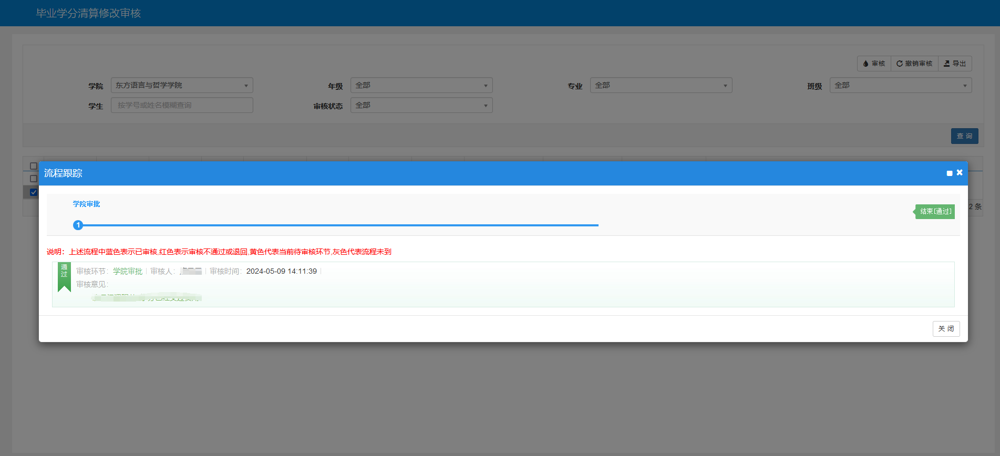 毕业学分清算修改审核
审核 撤销审核 导出
学院 东方语言与哲学学院 年级 全部 专业 全部 班级 全部
学生 按学号或姓名模糊查询 审核状态 全部
查 询
流程跟踪
2 条
学院审批
结束[通过]
1
说明：上述流程中蓝色表示已审核,红色表示审核不通过或退回,黄色代表当前待审核环节,灰色代表流程未到
通过
审核环节：学院审批 审核人： 审核时间：2024-05-09 14:11:39
审核意见：
关 闭